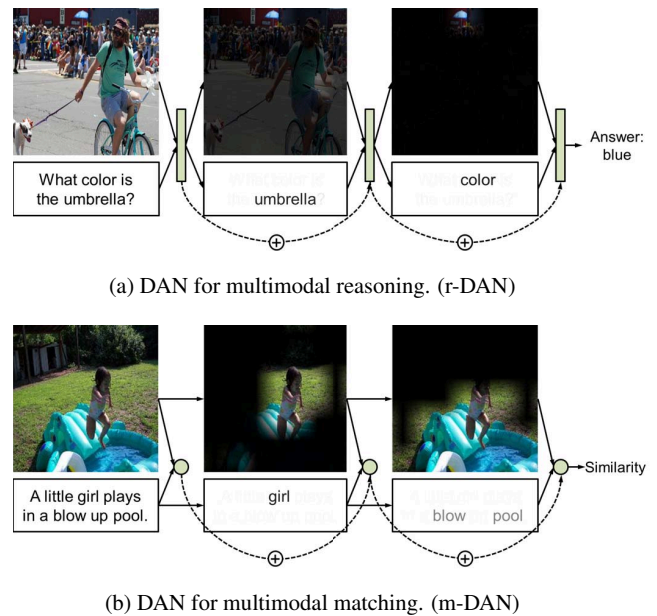 What color is
the umbrella?
umbrella
color
Answer:
blue
(a) DAN for multimodal reasoning. (r-DAN)
A little girl plays
in a blow up pool.
girl
blow pool
Similarity
(b) DAN for multimodal matching. (m-DAN)